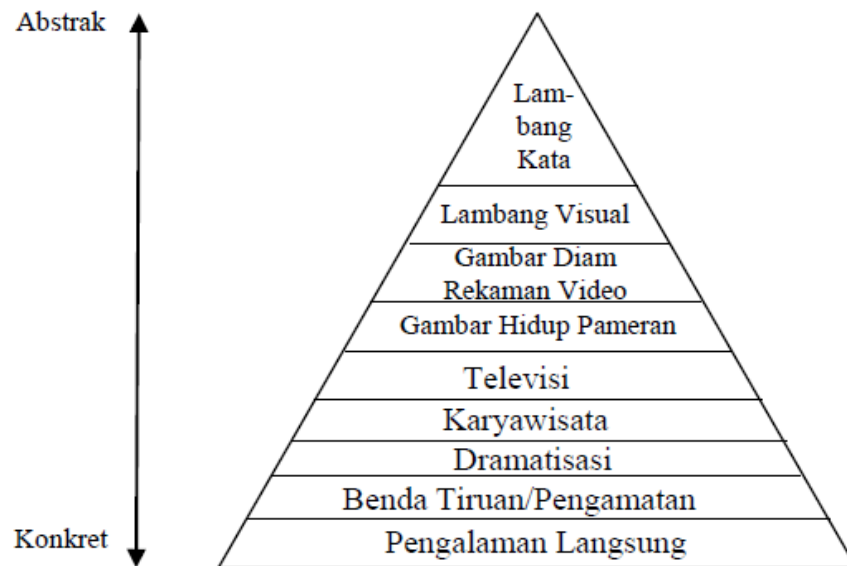 Abstrak
Lam-
bang
Kata
Lambang Visual
Gambar Diam
Rekaman Video
Gambar Hidup Pameran
Televisi
Karyawisata
Dramatisasi
Benda Tiruan/Pengamatan
Konkret
Pengalaman Langsung